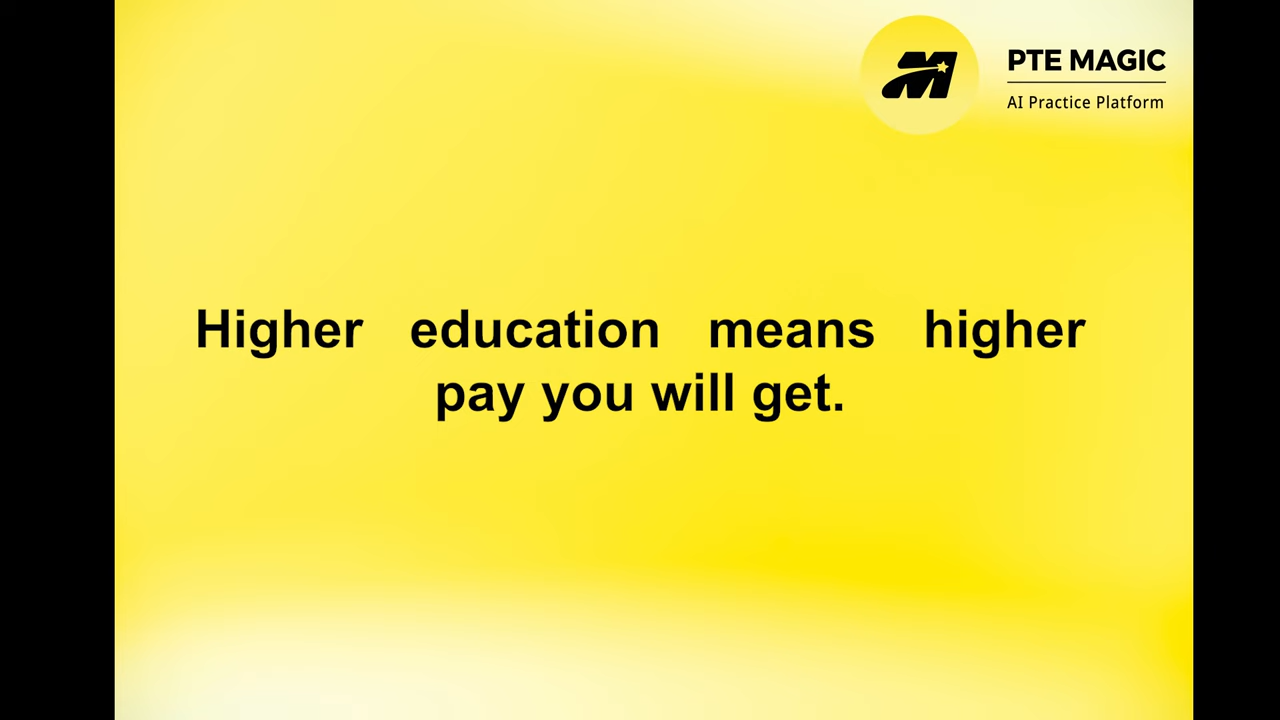 PTE MAGIC
AI Practice Platform
Higher education means higher
pay you will get.